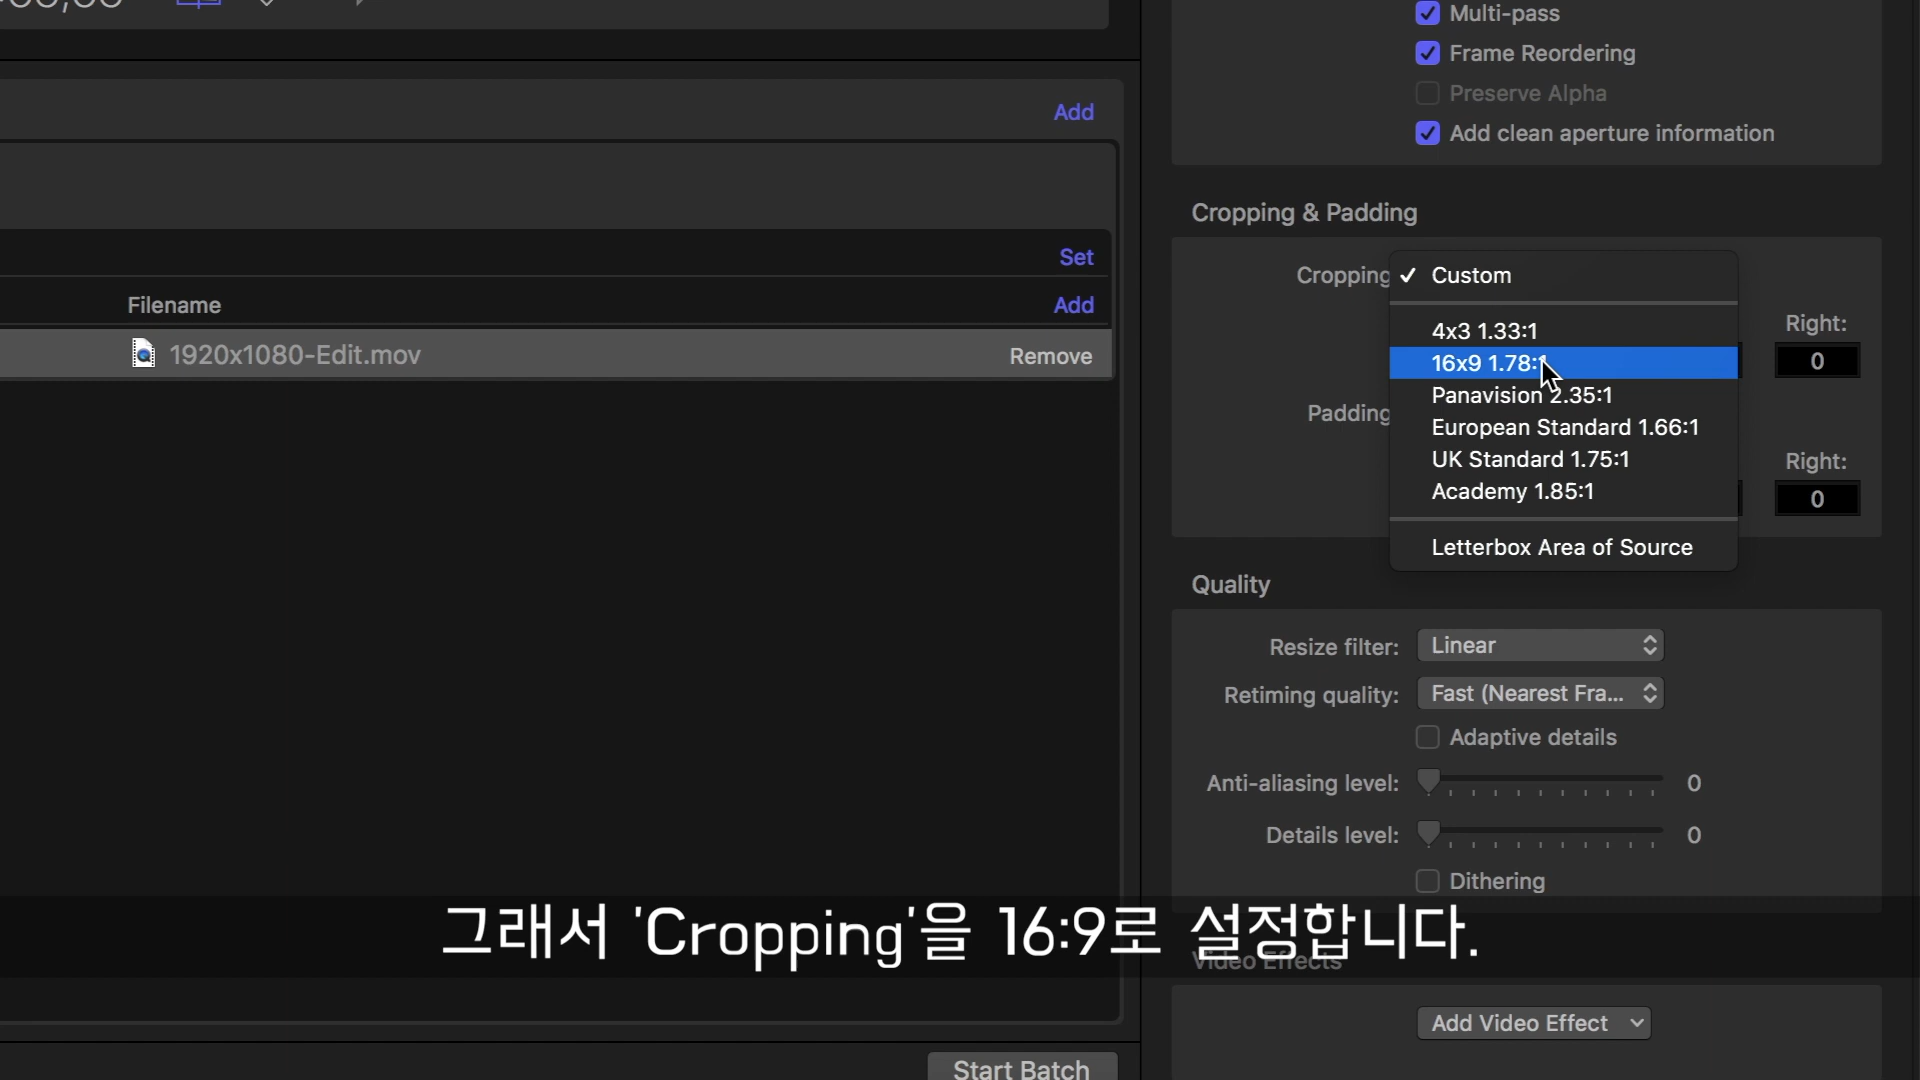 Multi-pass
Frame Reordering
Preserve Alpha
Add clean aperture information
Add
Set
Filename
Add
1920x1080-Edit.mov
Remove
Cropping & Padding
Cropping
Custom
4x3 1.33:1
16x9 1.78:1
Panavision 2.35:1
European Standard 1.66:1
UK Standard 1.75:1
Academy 1.85:1
Letterbox Area of Source
Right:
0
Padding
Right:
0
Quality
Resize filter: Linear
Retiming quality: Fast (Nearest Fra...
Adaptive details
Anti-aliasing level: 0
Details level: 0
Dithering
그래서 'Cropping'을 16:9로 설정합니다.
Video Effects
Add Video Effect
Start Batch